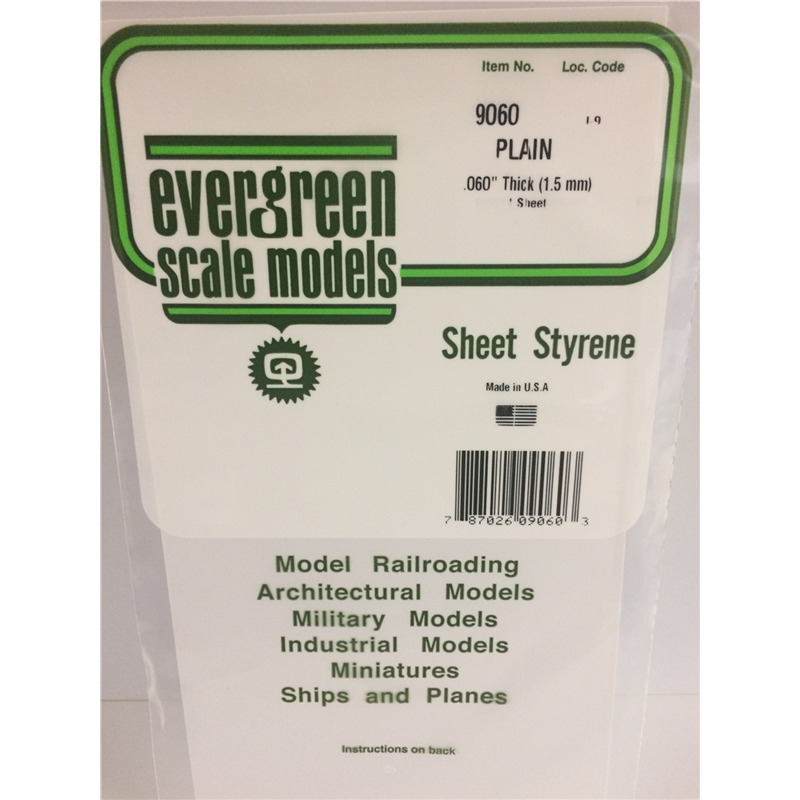 Item No. Loc. Code
9060
PLAIN
.060" Thick (1.5 mm)
1 Sheet
evergreen
scale models
Sheet Styrene
Made in U.S.A
7 87026 09060 3
Model Railroading
Architectural Models
Military Models
Industrial Models
Miniatures
Ships and Planes
Instructions on back